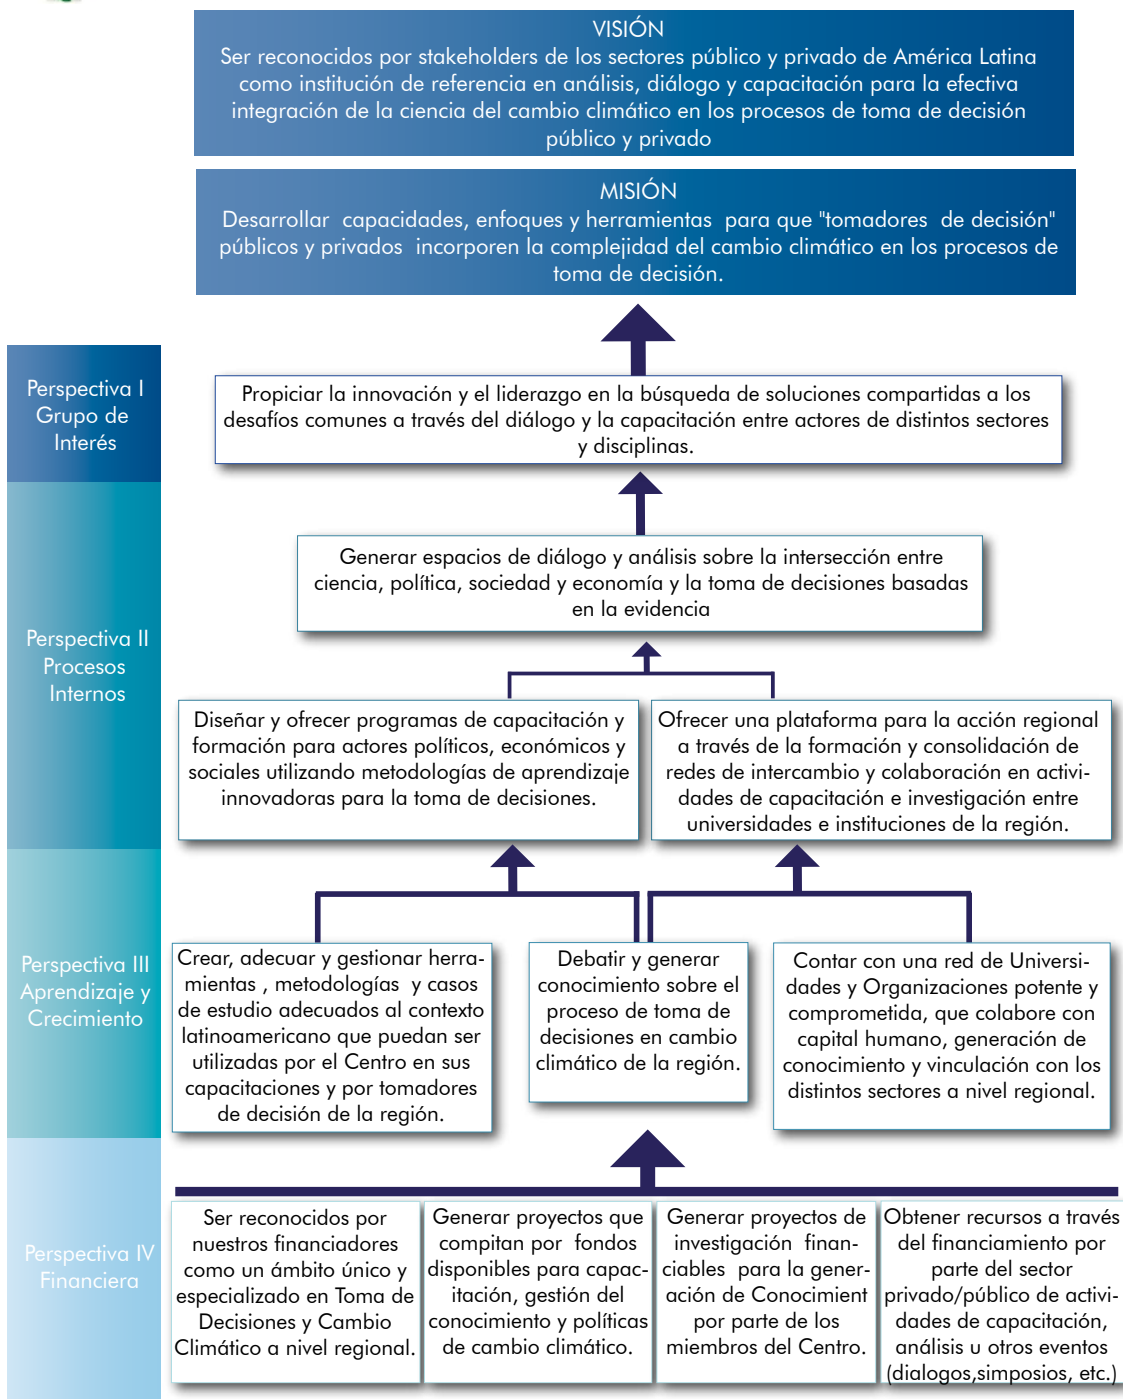 VISIÓN
Ser reconocidos por stakeholders de los sectores público y privado de América Latina
como institución de referencia en análisis, diálogo y capacitación para la efectiva
integración de la ciencia del cambio climático en los procesos de toma de decisión
público y privado
MISIÓN
Desarrollar capacidades, enfoques y herramientas para que "tomadores de decisión"
públicos y privados incorporen la complejidad del cambio climático en los procesos de
toma de decisión.
Perspectiva I
Grupo de
Interés
Propiciar la innovación y el liderazgo en la búsqueda de soluciones compartidas a los
desafíos comunes a través del diálogo y la capacitación entre actores de distintos sectores
y disciplinas.
Perspectiva II
Procesos
Internos
Generar espacios de diálogo y análisis sobre la intersección entre
ciencia, política, sociedad y economía y la toma de decisiones basadas
en la evidencia
Diseñar y ofrecer programas de capacitación y
formación para actores políticos, económicos y
sociales utilizando metodologías de aprendizaje
innovadoras para la toma de decisiones.
Ofrecer una plataforma para la acción regional
a través de la formación y consolidación de
redes de intercambio y colaboración en activi-
dades de capacitación e investigación entre
universidades e instituciones de la región.
Perspectiva III
Aprendizaje y
Crecimiento
Crear, adecuar y gestionar herra-
mientas , metodologías y casos
de estudio adecuados al contexto
latinoamericano que puedan ser
utilizadas por el Centro en sus
capacitaciones y por tomadores
de decisión de la región.
Debatir y generar
conocimiento sobre el
proceso de toma de
decisiones en cambio
climático de la región.
Contar con una red de Universi-
dades y Organizaciones potente y
comprometida, que colabore con
capital humano, generación de
conocimiento y vinculación con los
distintos sectores a nivel regional.
Perspectiva IV
Financiera
Ser reconocidos por
nuestros financiadores
como un ámbito único y
especializado en Toma de
Decisiones y Cambio
Climático a nivel regional.
Generar proyectos que
compitan por fondos
disponibles para capac-
itación, gestión del
conocimiento y políticas
de cambio climático.
Generar proyectos de
investigación finan-
ciables para la gener-
ación de Conocimient
por parte de los
miembros del Centro.
Obtener recursos a través
del financiamiento por
parte del sector
privado/público de activi-
dades de capacitación,
análisis u otros eventos
(dialogos,simposios, etc.)